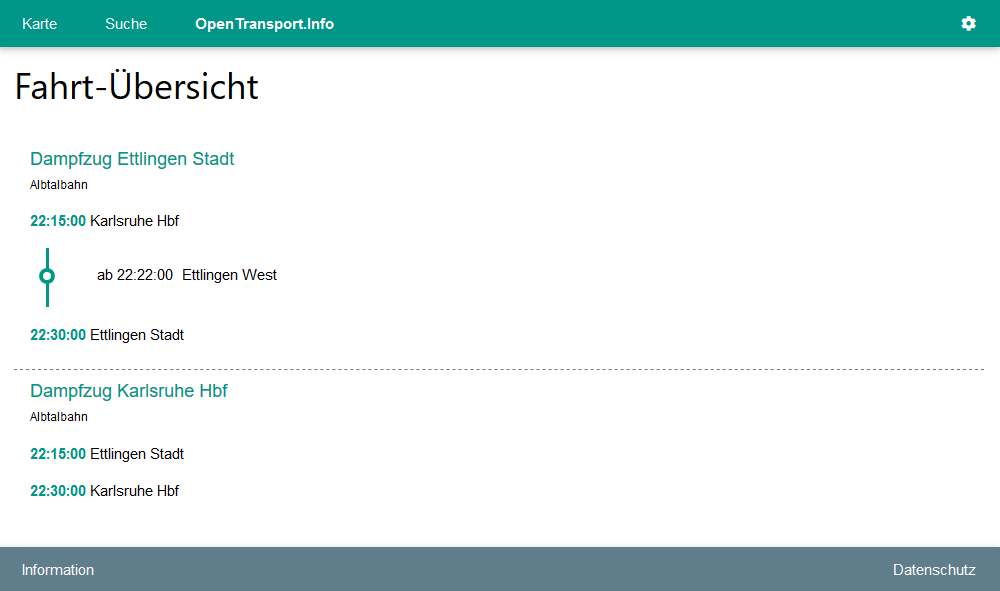 Karte Suche OpenTransport.Info
Fahrt-Übersicht
Dampfzug Ettlingen Stadt
Albtalbahn
22:15:00 Karlsruhe Hbf
ab 22:22:00 Ettlingen West
22:30:00 Ettlingen Stadt
Dampfzug Karlsruhe Hbf
Albtalbahn
22:15:00 Ettlingen Stadt
22:30:00 Karlsruhe Hbf
Information Datenschutz